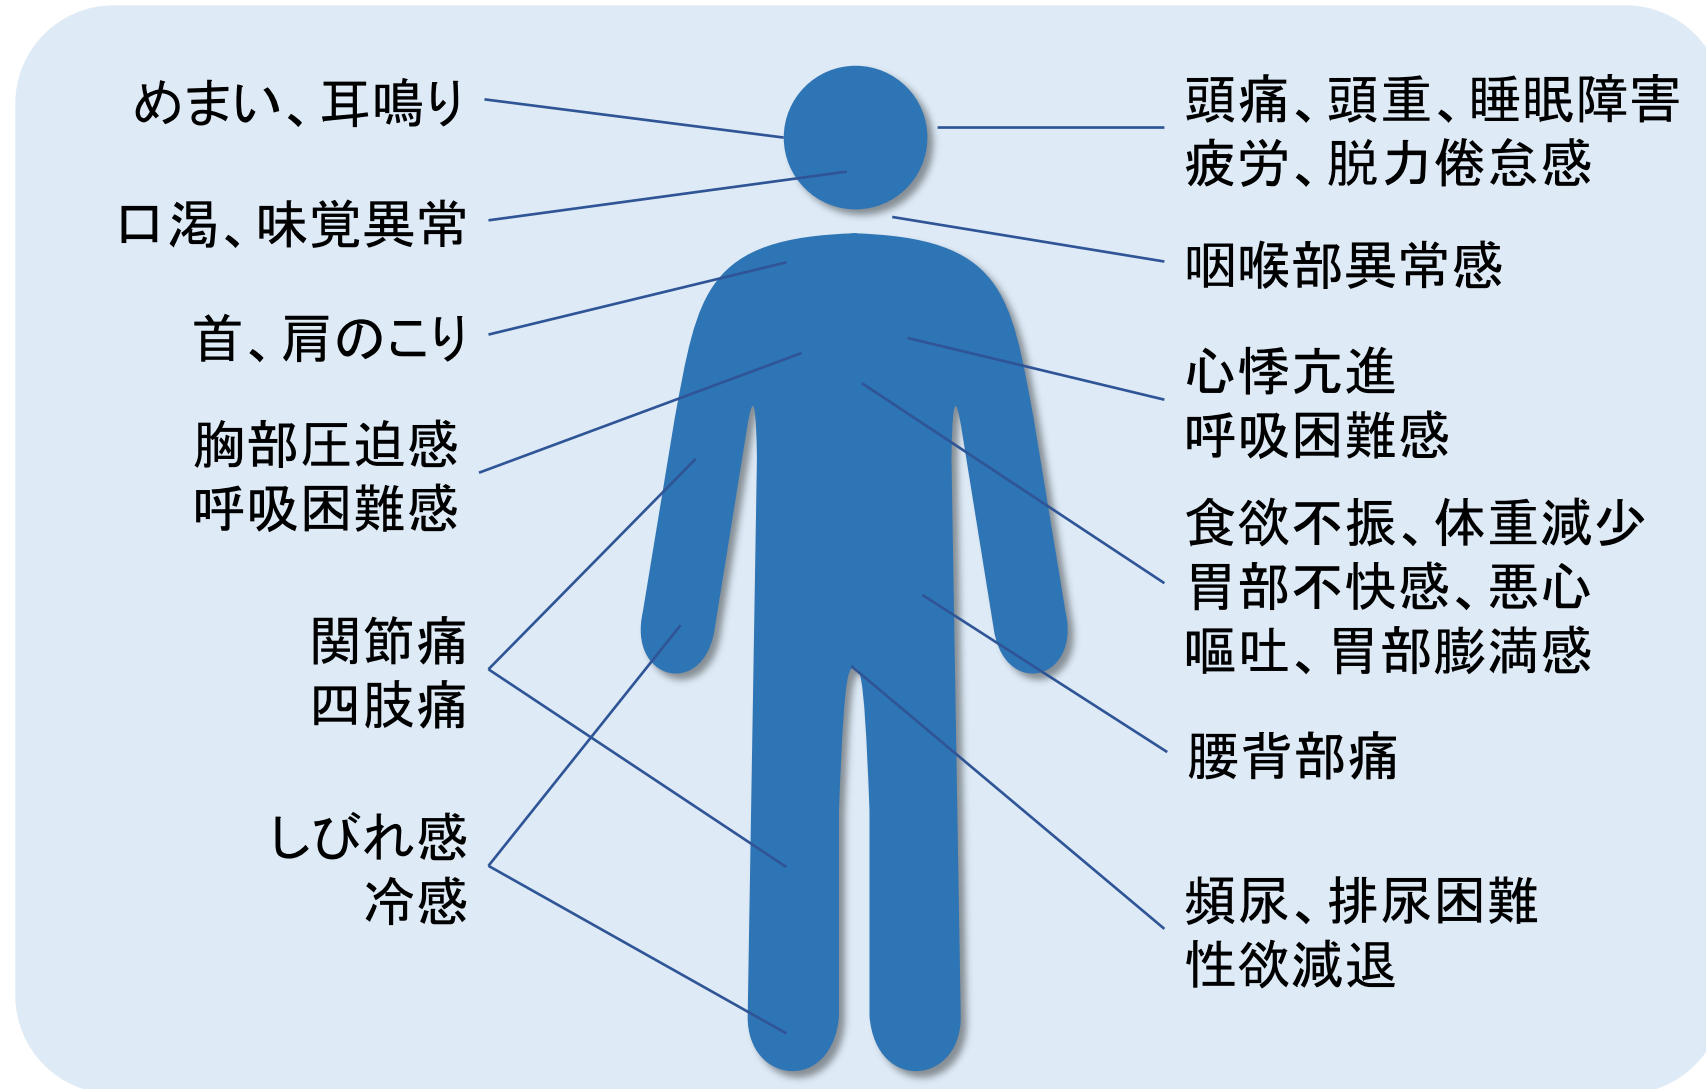 めまい、耳鳴り
口渇、味覚異常
首、肩のこり
胸部圧迫感
呼吸困難感
関節痛
四肢痛
しびれ感
冷感
頭痛、頭重、睡眠障害
疲労、脱力倦怠感
咽喉部異常感
心悸亢進
呼吸困難感
食欲不振、体重減少
胃部不快感、悪心
嘔吐、胃部膨満感
腰背部痛
頻尿、排尿困難
性欲減退